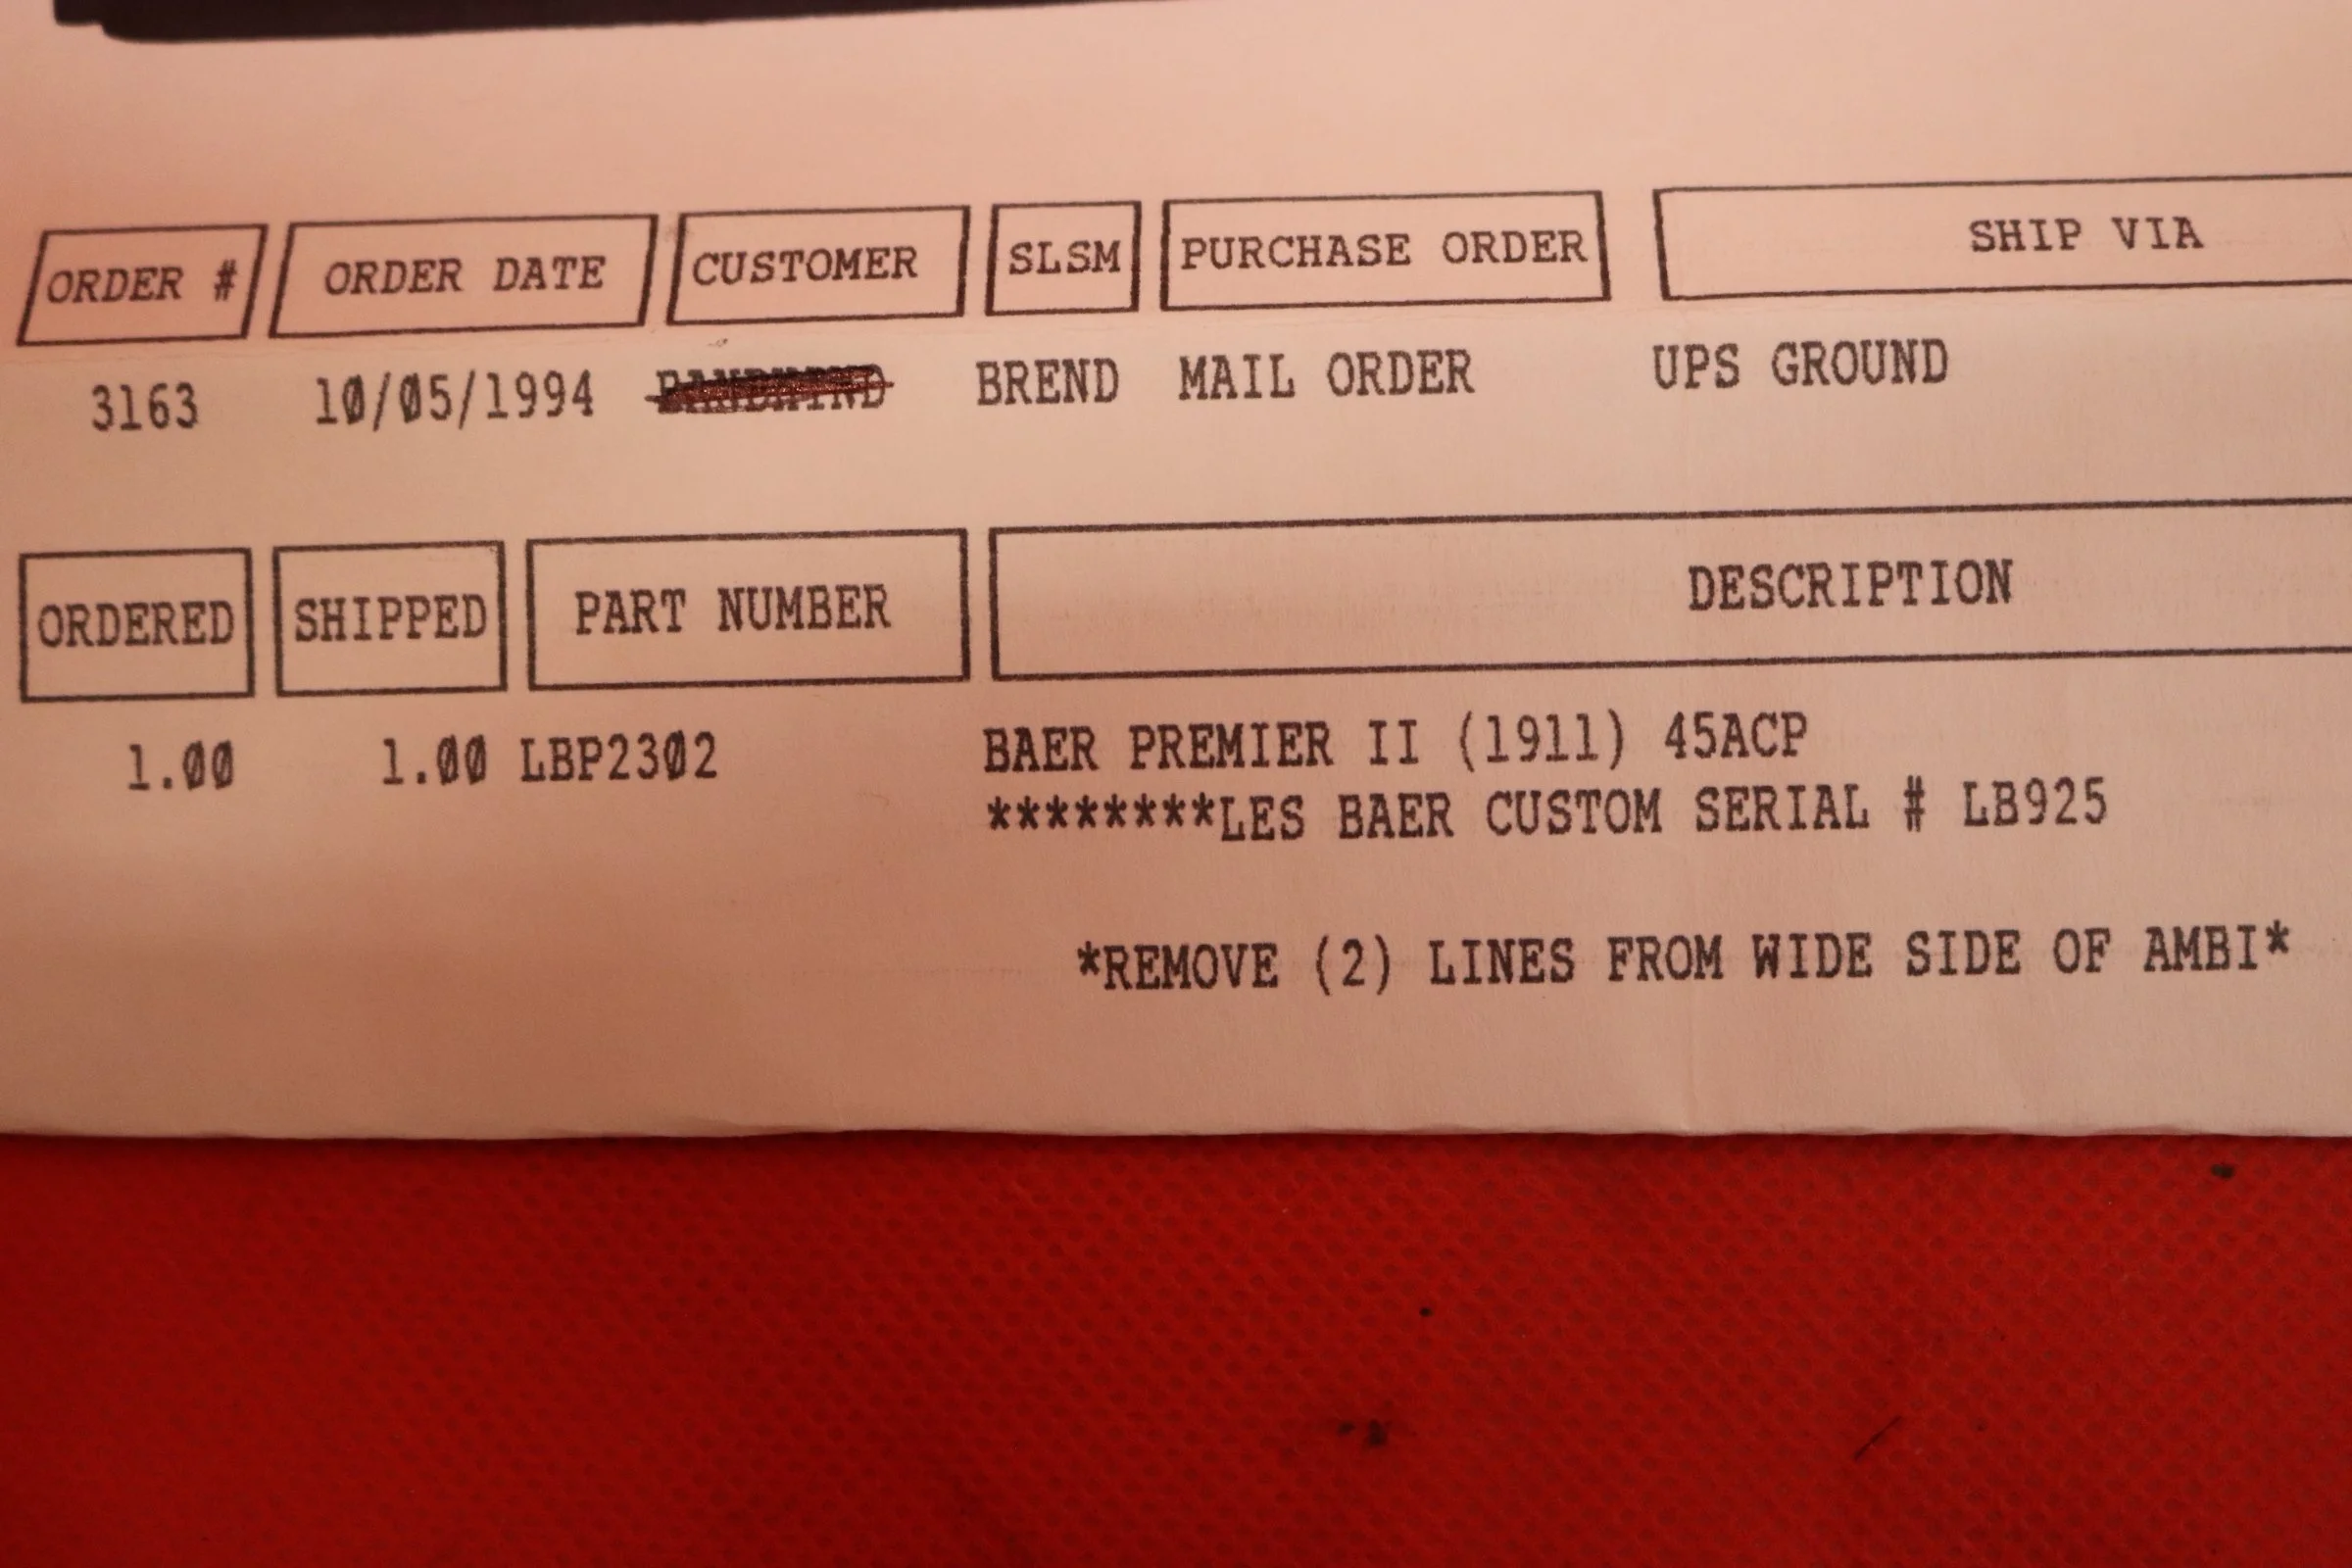 ORDER # ORDER DATE CUSTOMER SLSM PURCHASE ORDER SHIP VIA
3163 10/05/1994 BREND MAIL ORDER UPS GROUND
ORDERED SHIPPED PART NUMBER DESCRIPTION
1.00 1.00 LBP2302 BAER PREMIER II (1911) 45ACP
********LES BAER CUSTOM SERIAL # LB925
*REMOVE (2) LINES FROM WIDE SIDE OF AMBI*